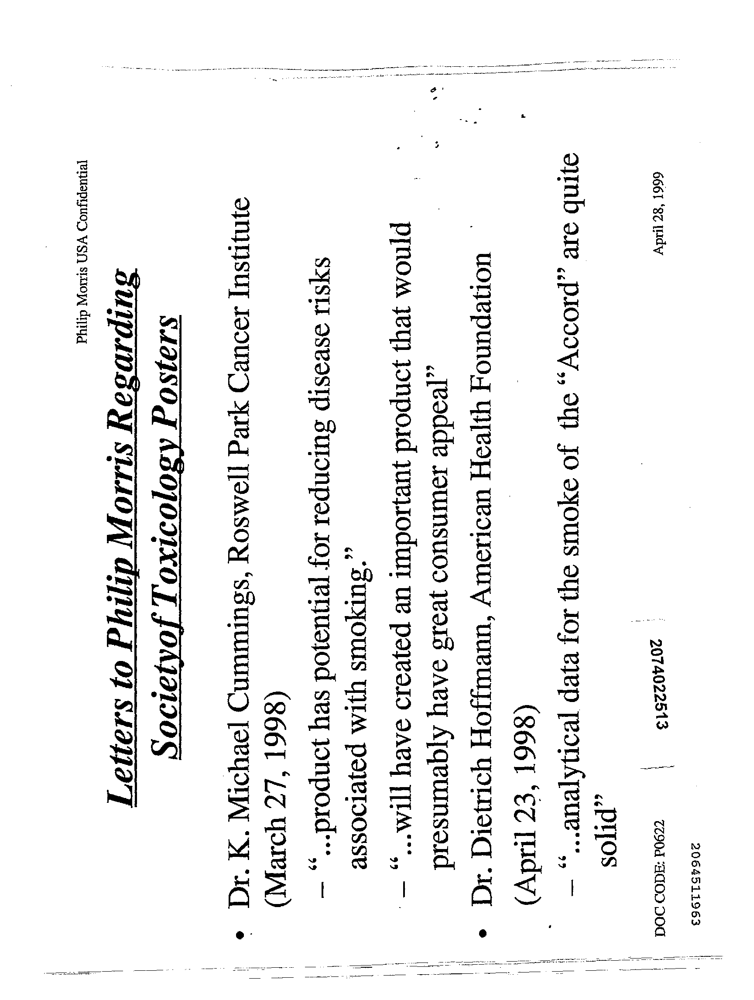 Philip Morris USA Confidential
Letters to Philip Morris Regarding
Societyof Toxicology Posters
• Dr. K. Michael Cummings, Roswell Park Cancer Institute
(March 27, 1998)
– “ ...product has potential for reducing disease risks
associated with smoking.”
– “ ...will have created an important product that would
presumably have great consumer appeal”
• Dr. Dietrich Hoffmann, American Health Foundation
(April 23, 1998)
– “ ...analytical data for the smoke of the “Accord” are quite
solid”
DOC CODE: P0622
2074022513
April 28, 1999
2064511963